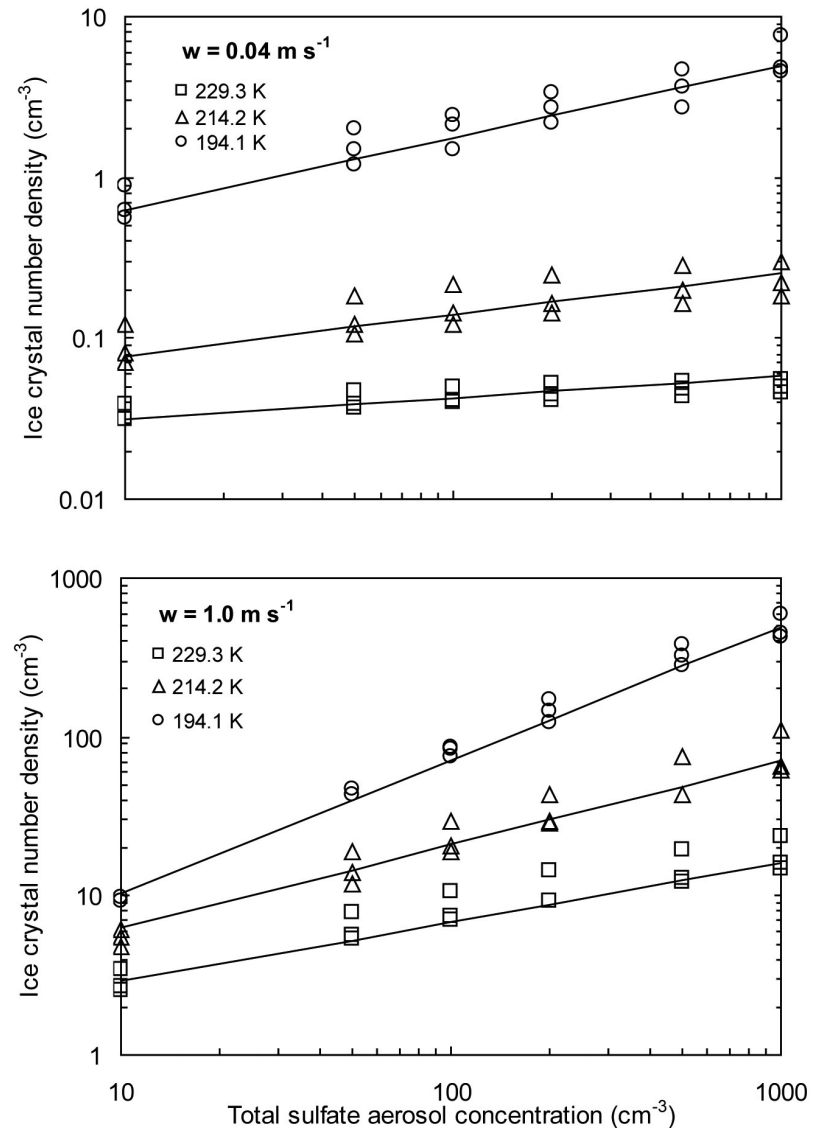 10
w = 0.04 m s⁻¹
229.3 K
214.2 K
194.1 K
1
0.1
0.01
Ice crystal number density (cm⁻³)
1000
w = 1.0 m s⁻¹
229.3 K
214.2 K
194.1 K
100
10
1
Ice crystal number density (cm⁻³)
10
100
1000
Total sulfate aerosol concentration (cm⁻³)